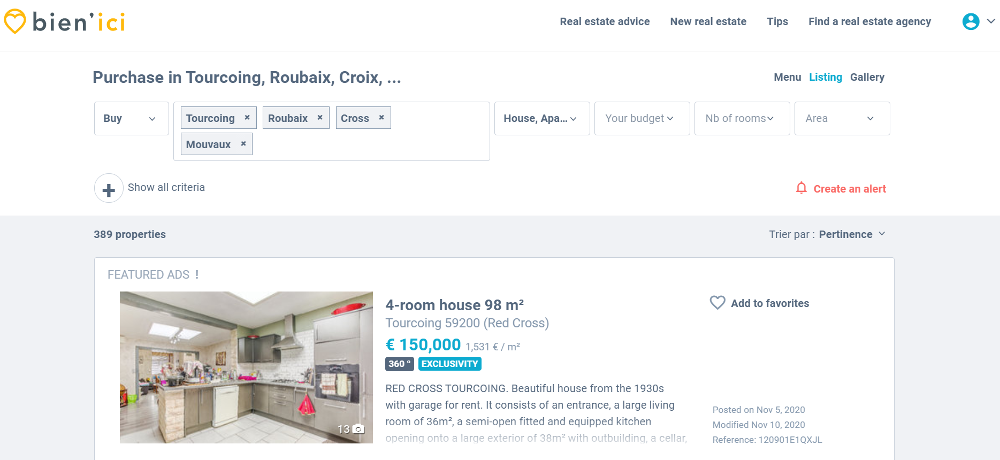 bien'ici
Real estate advice
New real estate
Tips
Find a real estate agency
Purchase in Tourcoing, Roubaix, Croix, ...
Menu Listing Gallery
Buy
Tourcoing × Roubaix × Cross ×
Mouvaux ×
House, Apa...
Your budget
Nb of rooms
Area
+ Show all criteria
Create an alert
389 properties
Trier par : Pertinence
FEATURED ADS !
13
4-room house 98 m²
Tourcoing 59200 (Red Cross)
€ 150,000 1,531 € / m²
360 ° EXCLUSIVITY
RED CROSS TOURCOING. Beautiful house from the 1930s
with garage for rent. It consists of an entrance, a large living
room of 36m², a semi-open fitted and equipped kitchen
opening onto a large exterior of 38m² with outbuilding, a cellar,
Add to favorites
Posted on Nov 5, 2020
Modified Nov 10, 2020
Reference: 120901E1QXJL